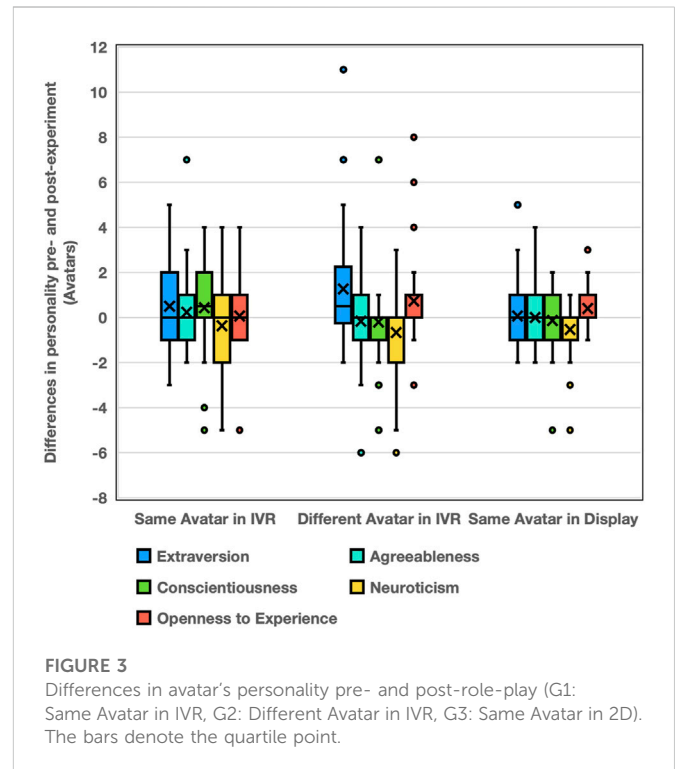 Differences in personality pre- and post-experiment
(Avatars)
12
10
8
6
4
2
0
-2
-4
-6
-8
Same Avatar in IVR Different Avatar in IVR Same Avatar in Display
Extraversion Agreeableness
Conscientiousness Neuroticism
Openness to Experience
FIGURE 3
Differences in avatar's personality pre- and post-role-play (G1:
Same Avatar in IVR, G2: Different Avatar in IVR, G3: Same Avatar in 2D).
The bars denote the quartile point.